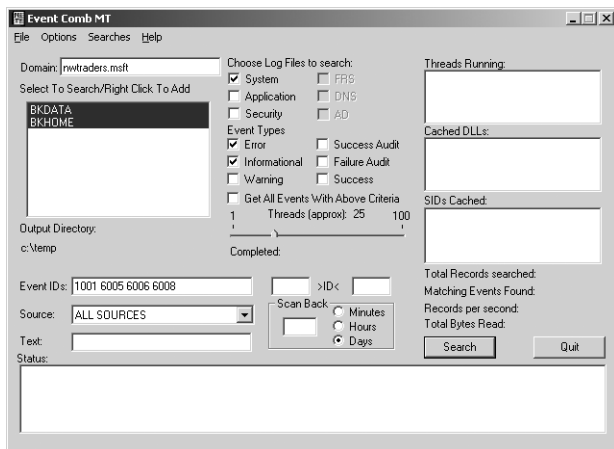 Event Comb MT
File Options Searches Help
Domain: nwtraders.msft
Select To Search/Right Click To Add
BKDATA
BKHOME
Output Directory:
c:\temp
Choose Log Files to search:
System FRS
Application DNS
Security AD
Event Types
Error Success Audit
Informational Failure Audit
Warning Success
Get All Events With Above Criteria
1 Threads (approx): 25 100
Completed:
Threads Running:
Cached DLLs:
SIDs Cached:
Total Records searched:
Matching Events Found:
Records per second:
Total Bytes Read:
Event IDs: 1001 6005 6006 6008 >ID<
Source: ALL SOURCES
Text:
Scan Back
Minutes
Hours
Days
Search Quit
Status: